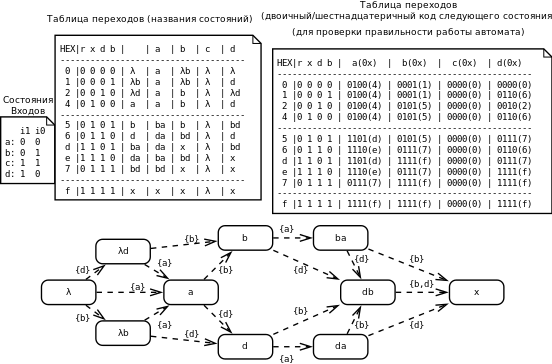 Таблица переходов (названия состояний)
HEX|r x d b |    | a  | b  | c | d
-----------------------------------
0 |0 0 0 0 | λ  | a  | λb | λ | λ
1 |0 0 0 1 | λb | a  | λb | λ | d
2 |0 0 1 0 | λd | a  | b  | λ | λd
4 |0 1 0 0 | a  | a  | b  | λ | d
-----------------------------------
5 |0 1 0 1 | b  | ba | b  | λ | bd
6 |0 1 1 0 | d  | da | bd | λ | d
d |1 1 0 1 | ba | da | x  | λ | bd
e |1 1 1 0 | da | ba | bd | λ | x
7 |0 1 1 1 | bd | bd | x  | λ | x
-----------------------------------
f |1 1 1 1 | x  | x  | x  | λ | x
Таблица переходов
(двоичный/шестнадцатеричный код следующего состояния
(для проверки правильности работы автомата)
HEX|r x d b |  a(0x)  |  b(0x)  |  c(0x)  | d(0x)
-----------------------------------
0 |0 0 0 0 | 0100(4) | 0001(1) | 0000(0) | 0000(0)
1 |0 0 0 1 | 0100(4) | 0001(1) | 0000(0) | 0110(6)
2 |0 0 1 0 | 0100(4) | 0101(5) | 0000(0) | 0010(2)
4 |0 1 0 0 | 0100(4) | 0101(5) | 0000(0) | 0110(6)
-----------------------------------
5 |0 1 0 1 | 1101(d) | 0101(5) | 0000(0) | 0111(7)
6 |0 1 1 0 | 1110(e) | 0111(7) | 0000(0) | 0110(6)
d |1 1 0 1 | 1101(d) | 1111(f) | 0000(0) | 0111(7)
e |1 1 1 0 | 1110(e) | 0111(7) | 0000(0) | 1111(f)
7 |0 1 1 1 | 0111(7) | 1111(f) | 0000(0) | 1111(f)
-----------------------------------
f |1 1 1 1 | 1111(f) | 1111(f) | 0000(0) | 1111(f)
Состояния
Входов
i1 i0
a: 0  0
b: 0  1
c: 1  1
d: 1  0
λd {b} b {a} ba
{d} {a} {b} {d} {d} {b}
λ {a} a db {b,d} x
{b} {a} {d} {b} {b} {d}
λb d {a} da